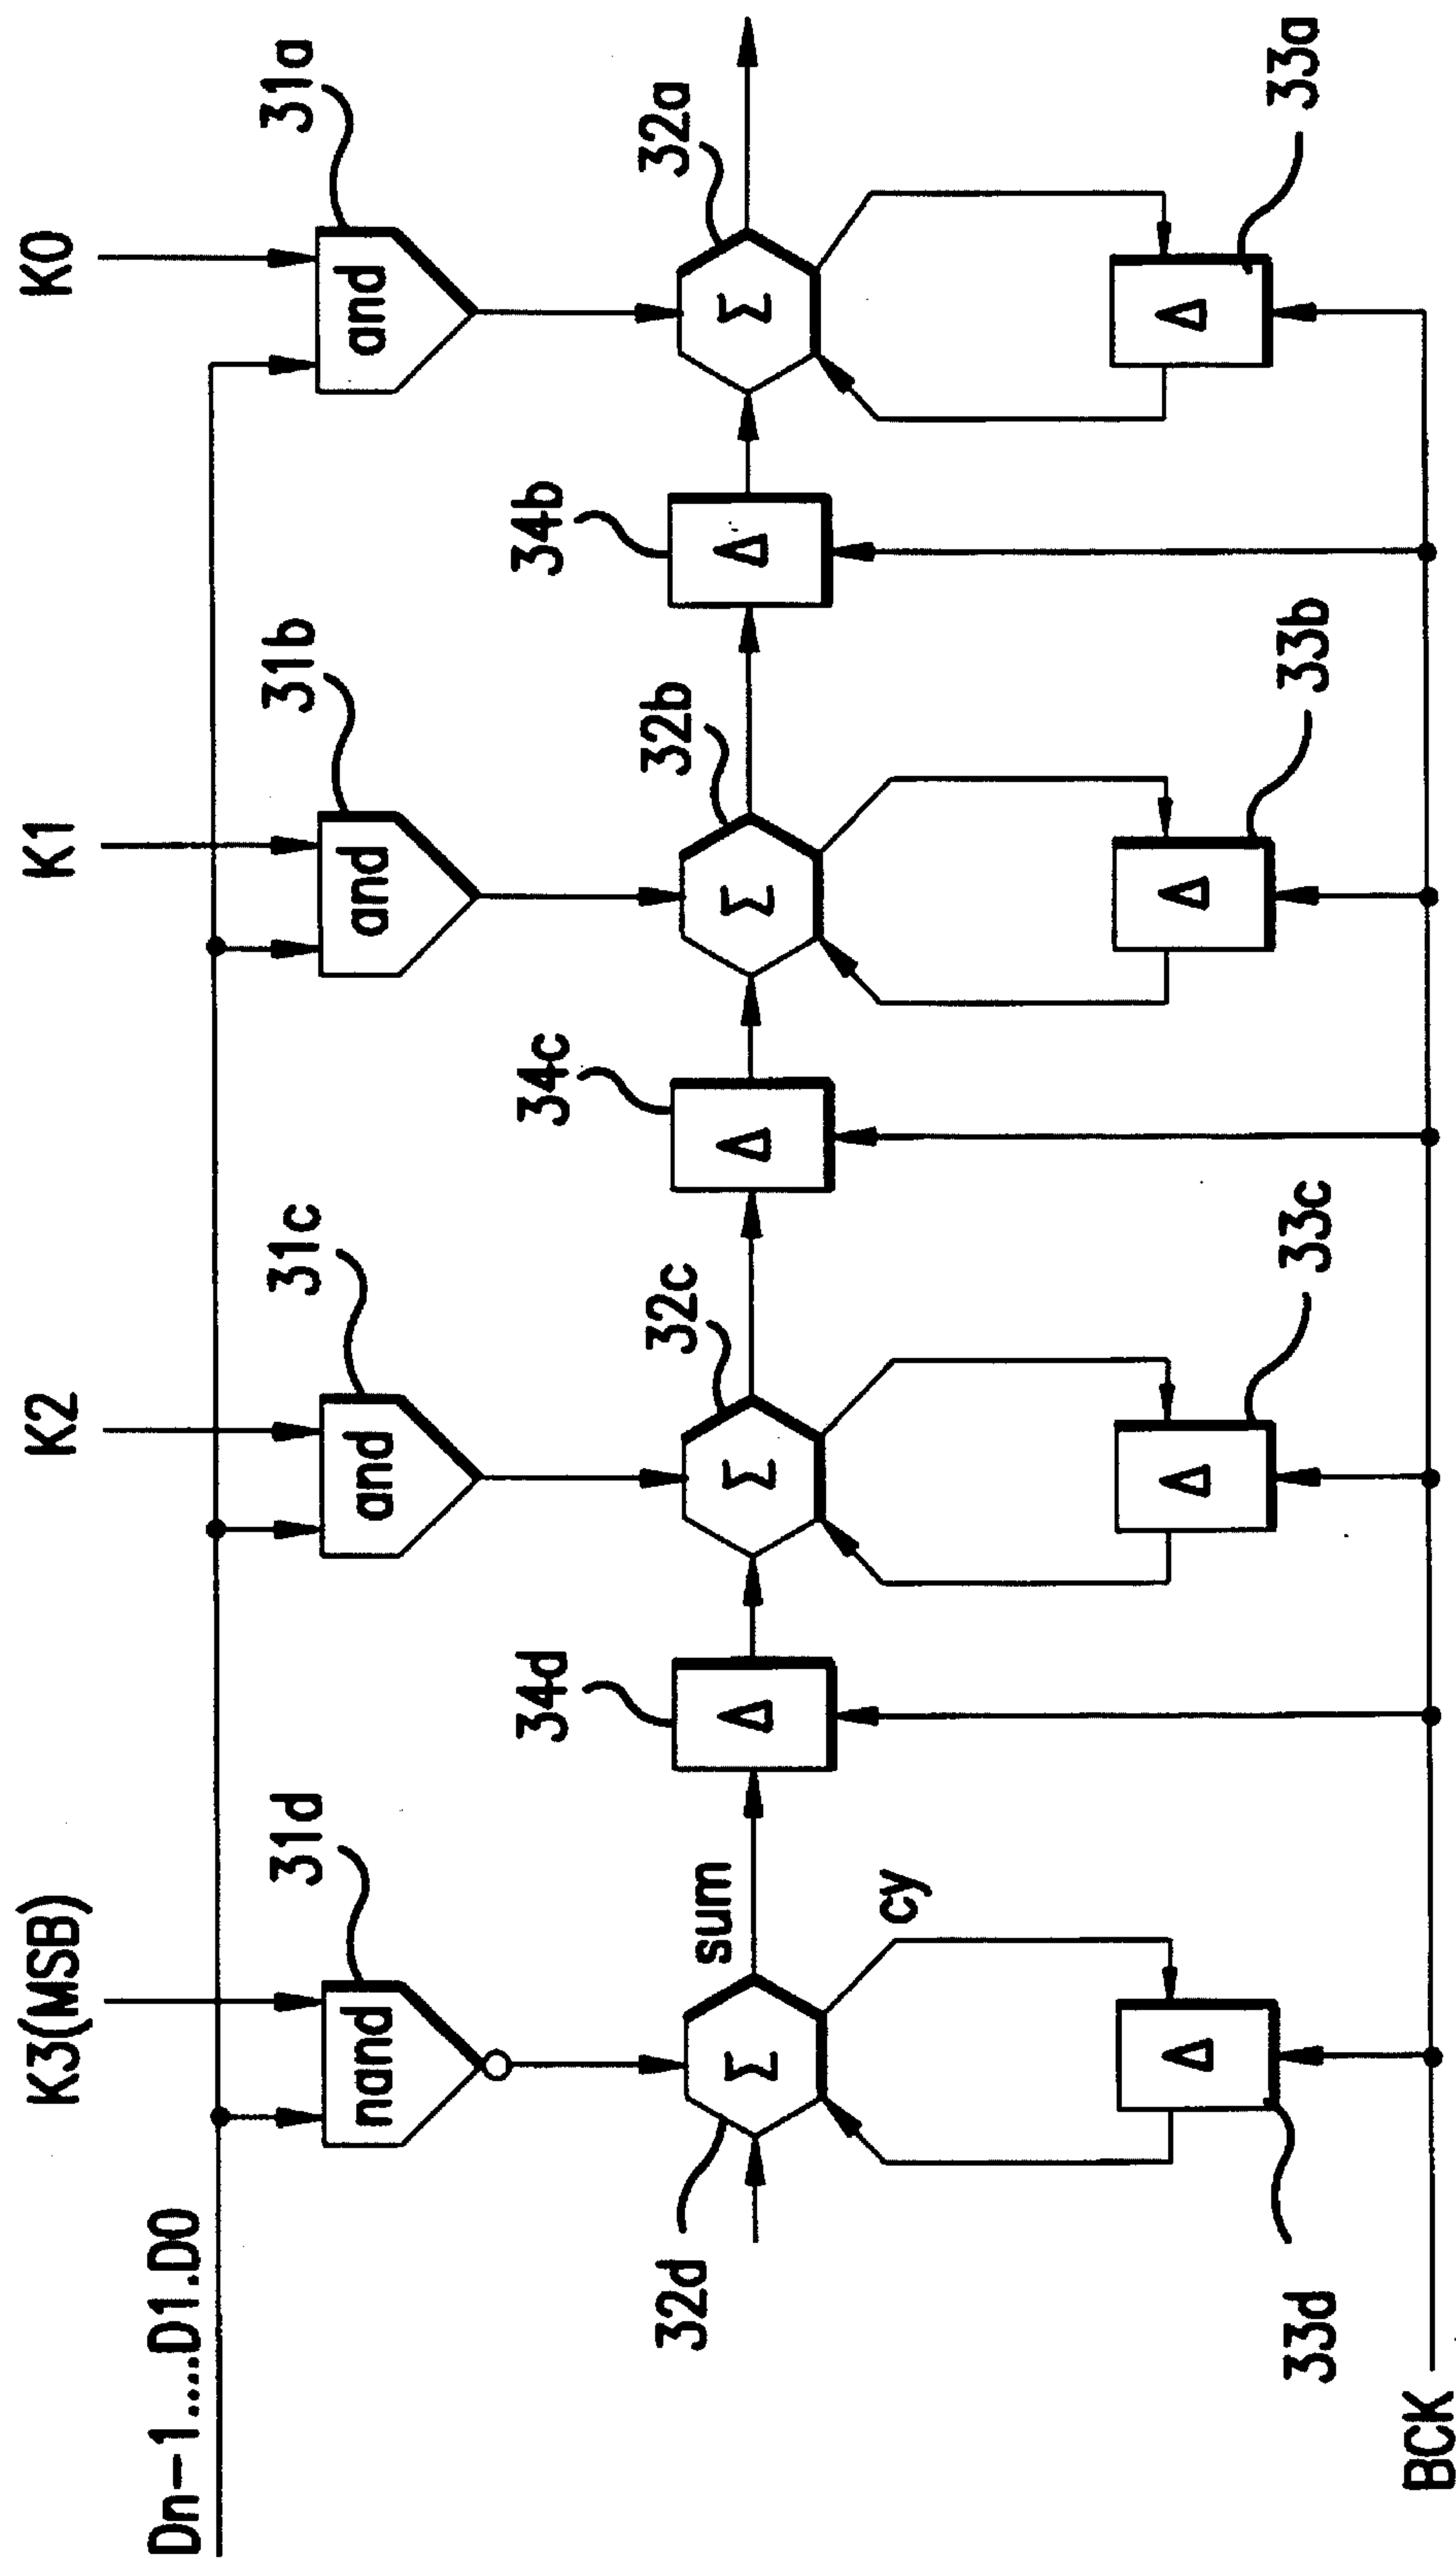 K3(MSB)
K2
K1
K0
Dn-1....D1.D0
31d
31c
31b
31a
nand
and
and
and
34d
34c
34b
32d
sum
32c
32b
32a
Σ
Δ
Σ
Δ
Σ
Δ
Σ
cy
Δ
Δ
Δ
Δ
33d
33c
33b
33a
BCK